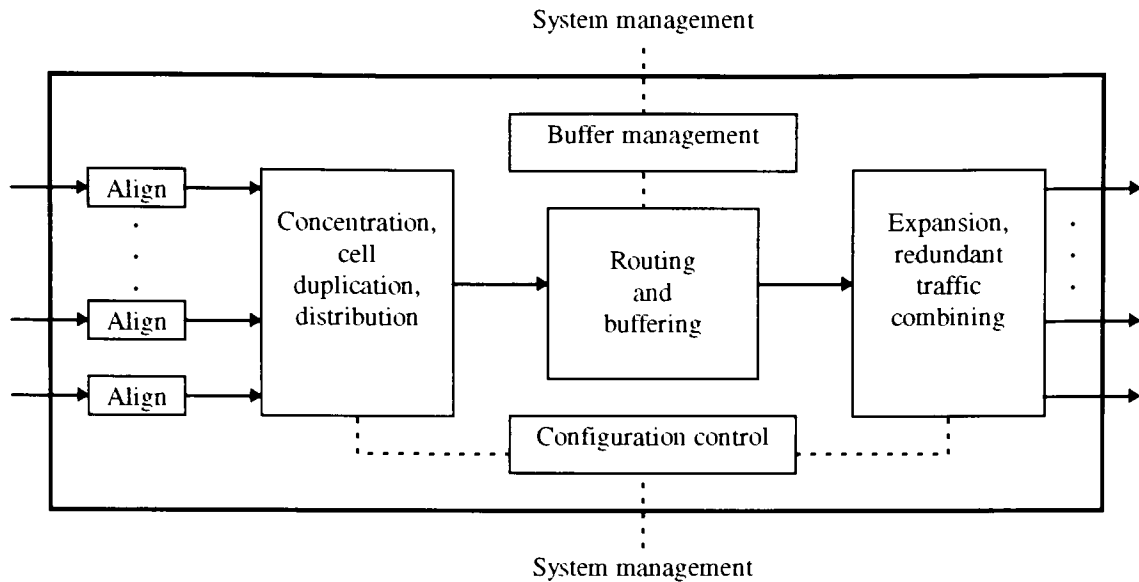 System management
Buffer management
Align
Concentration,
cell
duplication,
distribution
Routing
and
buffering
Expansion,
redundant
traffic
combining
Align
Align
Configuration control
System management